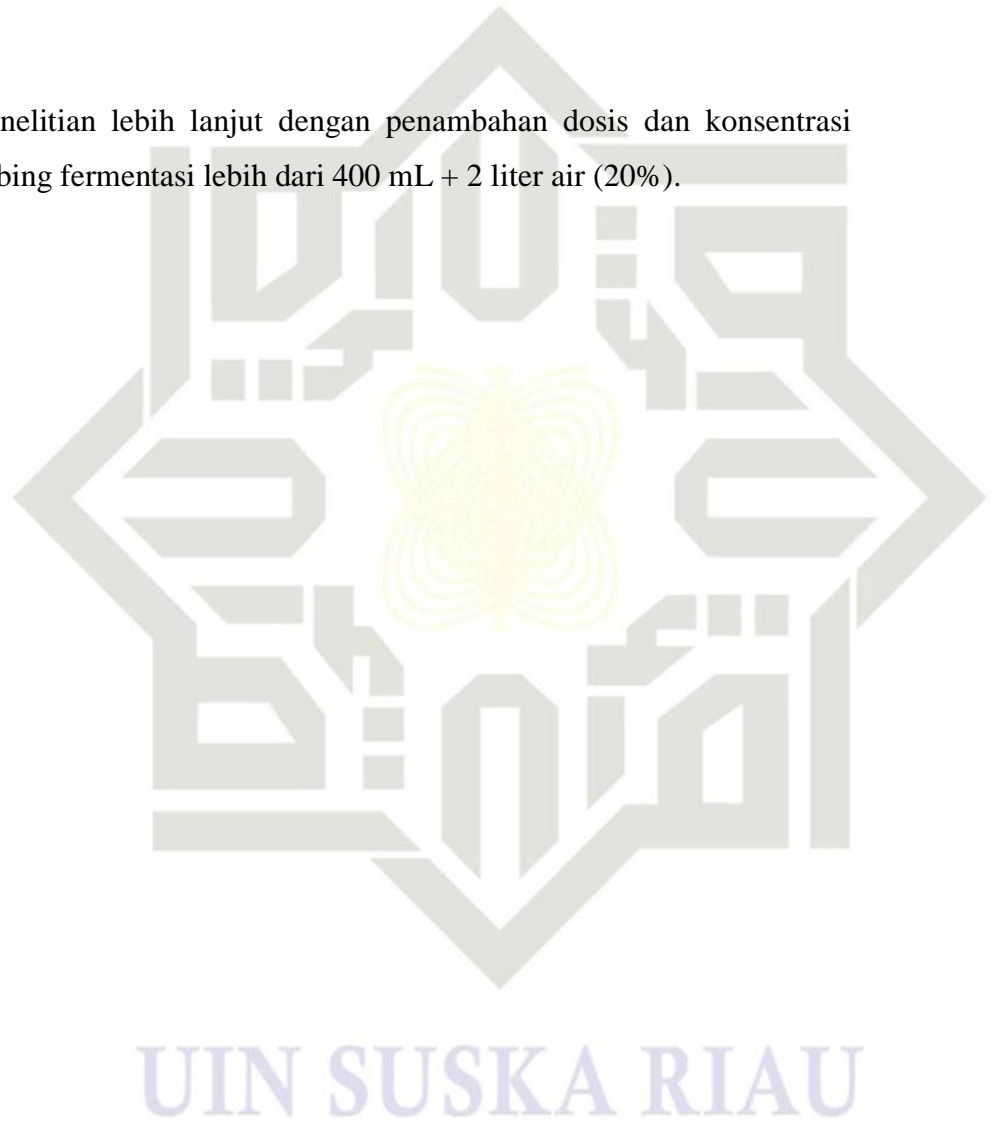 nelitian lebih lanjut dengan penambahan dosis dan konsentrasi
bing fermentasi lebih dari 400 mL + 2 liter air (20%).
UIN SUSKA RIAU